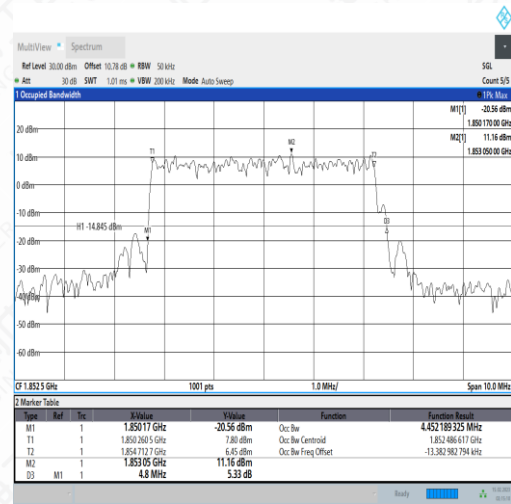 MultiView Spectrum
Ref Level 30.00 dBm Offset 10.78 dB RBW 50 kHz SGL
Att 30 dB SWT 1.01 ms VBW 200 kHz Mode Auto Sweep Count 5/5
1 Occupied Bandwidth 1Pk Max
M1[1] -20.56 dBm
1.850 170 00 GHz
M2[1] 11.16 dBm
1.853 050 00 GHz
20 dBm
T1 M2
10 dBm
0 dBm
-10 dBm
D3
H1 -14.845 dBm M1
-20 dBm
-30 dBm
-40 dBm
-50 dBm
-60 dBm
CF 1.852 5 GHz 1001 pts 1.0 MHz/ Span 10.0 MHz
2 Marker Table
Type Ref Trc X-Value Y-Value Function Function Result
M1 1 1.850 17 GHz -20.56 dBm Occ Bw 4.452 189 325 MHz
T1 1 1.850 260 5 GHz 7.80 dBm Occ Bw Centroid 1.852 486 617 GHz
T2 1 1.854 712 7 GHz 6.45 dBm Occ Bw Freq Offset -13.382 982 794 kHz
M2 1 1.853 05 GHz 11.16 dBm
D3 M1 1 4.8 MHz 5.33 dB
Ready